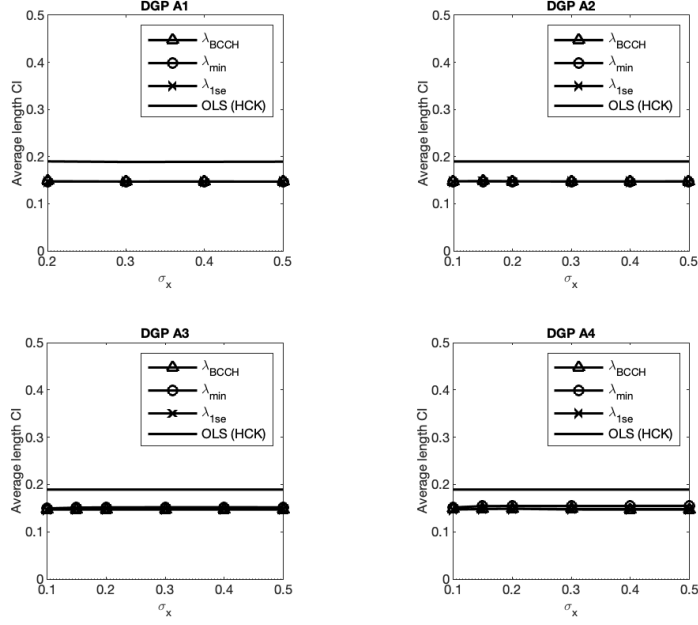 DGP A1
0.5
0.4
0.3
0.2
0.1
0
Average length CI
λBCCH
λmin
λ1se
OLS (HCK)
0.2 0.3 0.4 0.5
σx
DGP A2
0.5
0.4
0.3
0.2
0.1
0
Average length CI
λBCCH
λmin
λ1se
OLS (HCK)
0.1 0.2 0.3 0.4 0.5
σx
DGP A3
0.5
0.4
0.3
0.2
0.1
0
Average length CI
λBCCH
λmin
λ1se
OLS (HCK)
0.1 0.2 0.3 0.4 0.5
σx
DGP A4
0.5
0.4
0.3
0.2
0.1
0
Average length CI
λBCCH
λmin
λ1se
OLS (HCK)
0.1 0.2 0.3 0.4 0.5
σx